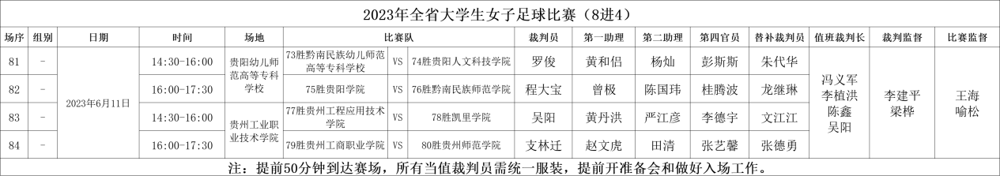 2023年全省大学生女子足球比赛（8进4）
场序 组别 日期 时间 场地 比赛队 裁判员 第一助理 第二助理 第四官员 替补裁判员 值班裁判长 裁判监督 比赛监督
81 - 14:30-16:00 73胜黔南民族幼儿师范高等专科学校 VS 74胜贵阳人文科技学院 罗俊 黄和侣 杨灿 彭斯斯 朱代华
贵阳幼儿师范高等专科学校
82 - 16:00-17:30 75胜贵阳学院 VS 76胜黔南民族师范学院 程大宝 曾极 陈国玮 桂腾波 龙继琳
2023年6月11日
冯义军
李植洪
陈鑫
吴阳
李建平
梁桦
王海
喻松
83 - 14:30-16:00 77胜贵州工程应用技术学院 VS 78胜凯里学院 吴阳 黄丹洪 严江彦 李德宇 文江江
贵州工业职业技术学院
84 - 16:00-17:30 79胜贵州工商职业学院 VS 80胜贵州师范学院 支林迁 赵文虎 田清 张艺馨 张德勇
注：提前50分钟到达赛场，所有当值裁判员需统一服装，提前开准备会和做好入场工作。